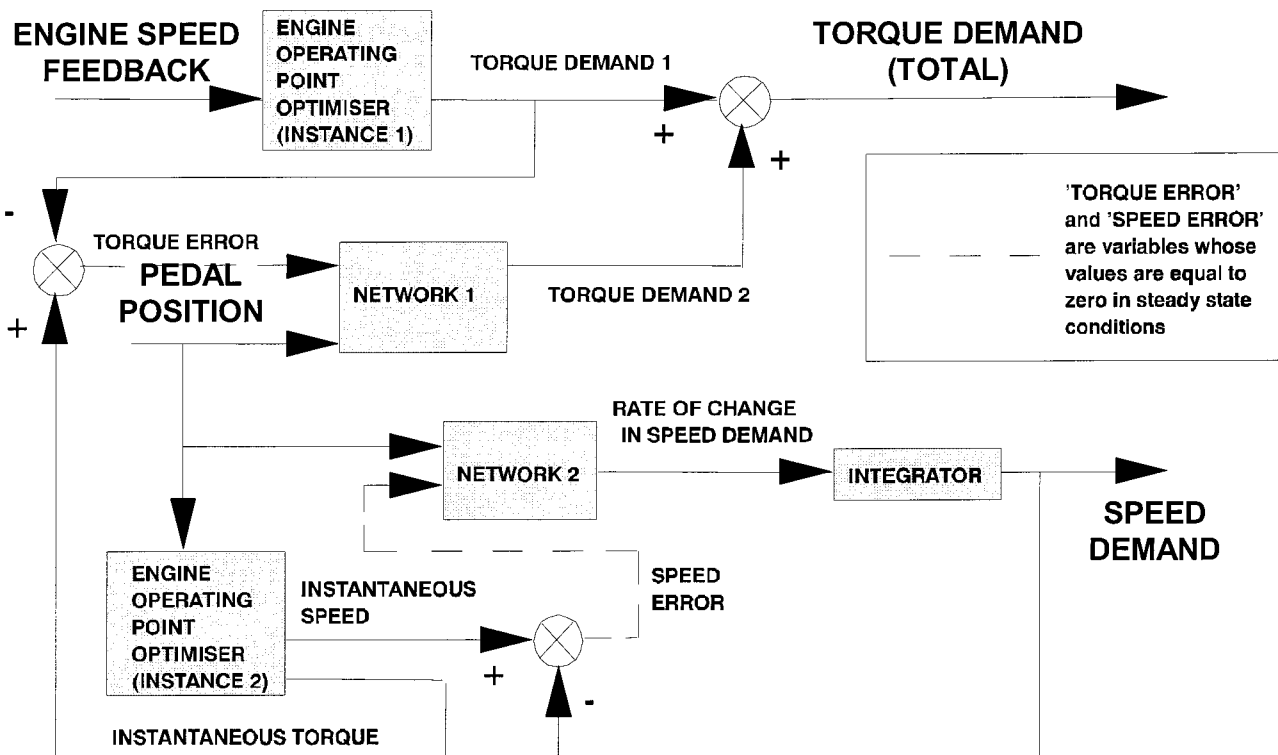 ENGINE SPEED
FEEDBACK
ENGINE
OPERATING
POINT
OPTIMISER
(INSTANCE 1)
TORQUE DEMAND 1
TORQUE DEMAND
(TOTAL)
+
+
-
TORQUE ERROR
PEDAL
POSITION
+
NETWORK 1
TORQUE DEMAND 2
'TORQUE ERROR'
and 'SPEED ERROR'
are variables whose
values are equal to
zero in steady state
conditions
RATE OF CHANGE
IN SPEED DEMAND
NETWORK 2
INTEGRATOR
SPEED
DEMAND
ENGINE
OPERATING
POINT
OPTIMISER
(INSTANCE 2)
INSTANTANEOUS
SPEED
SPEED
ERROR
+
-
INSTANTANEOUS TORQUE